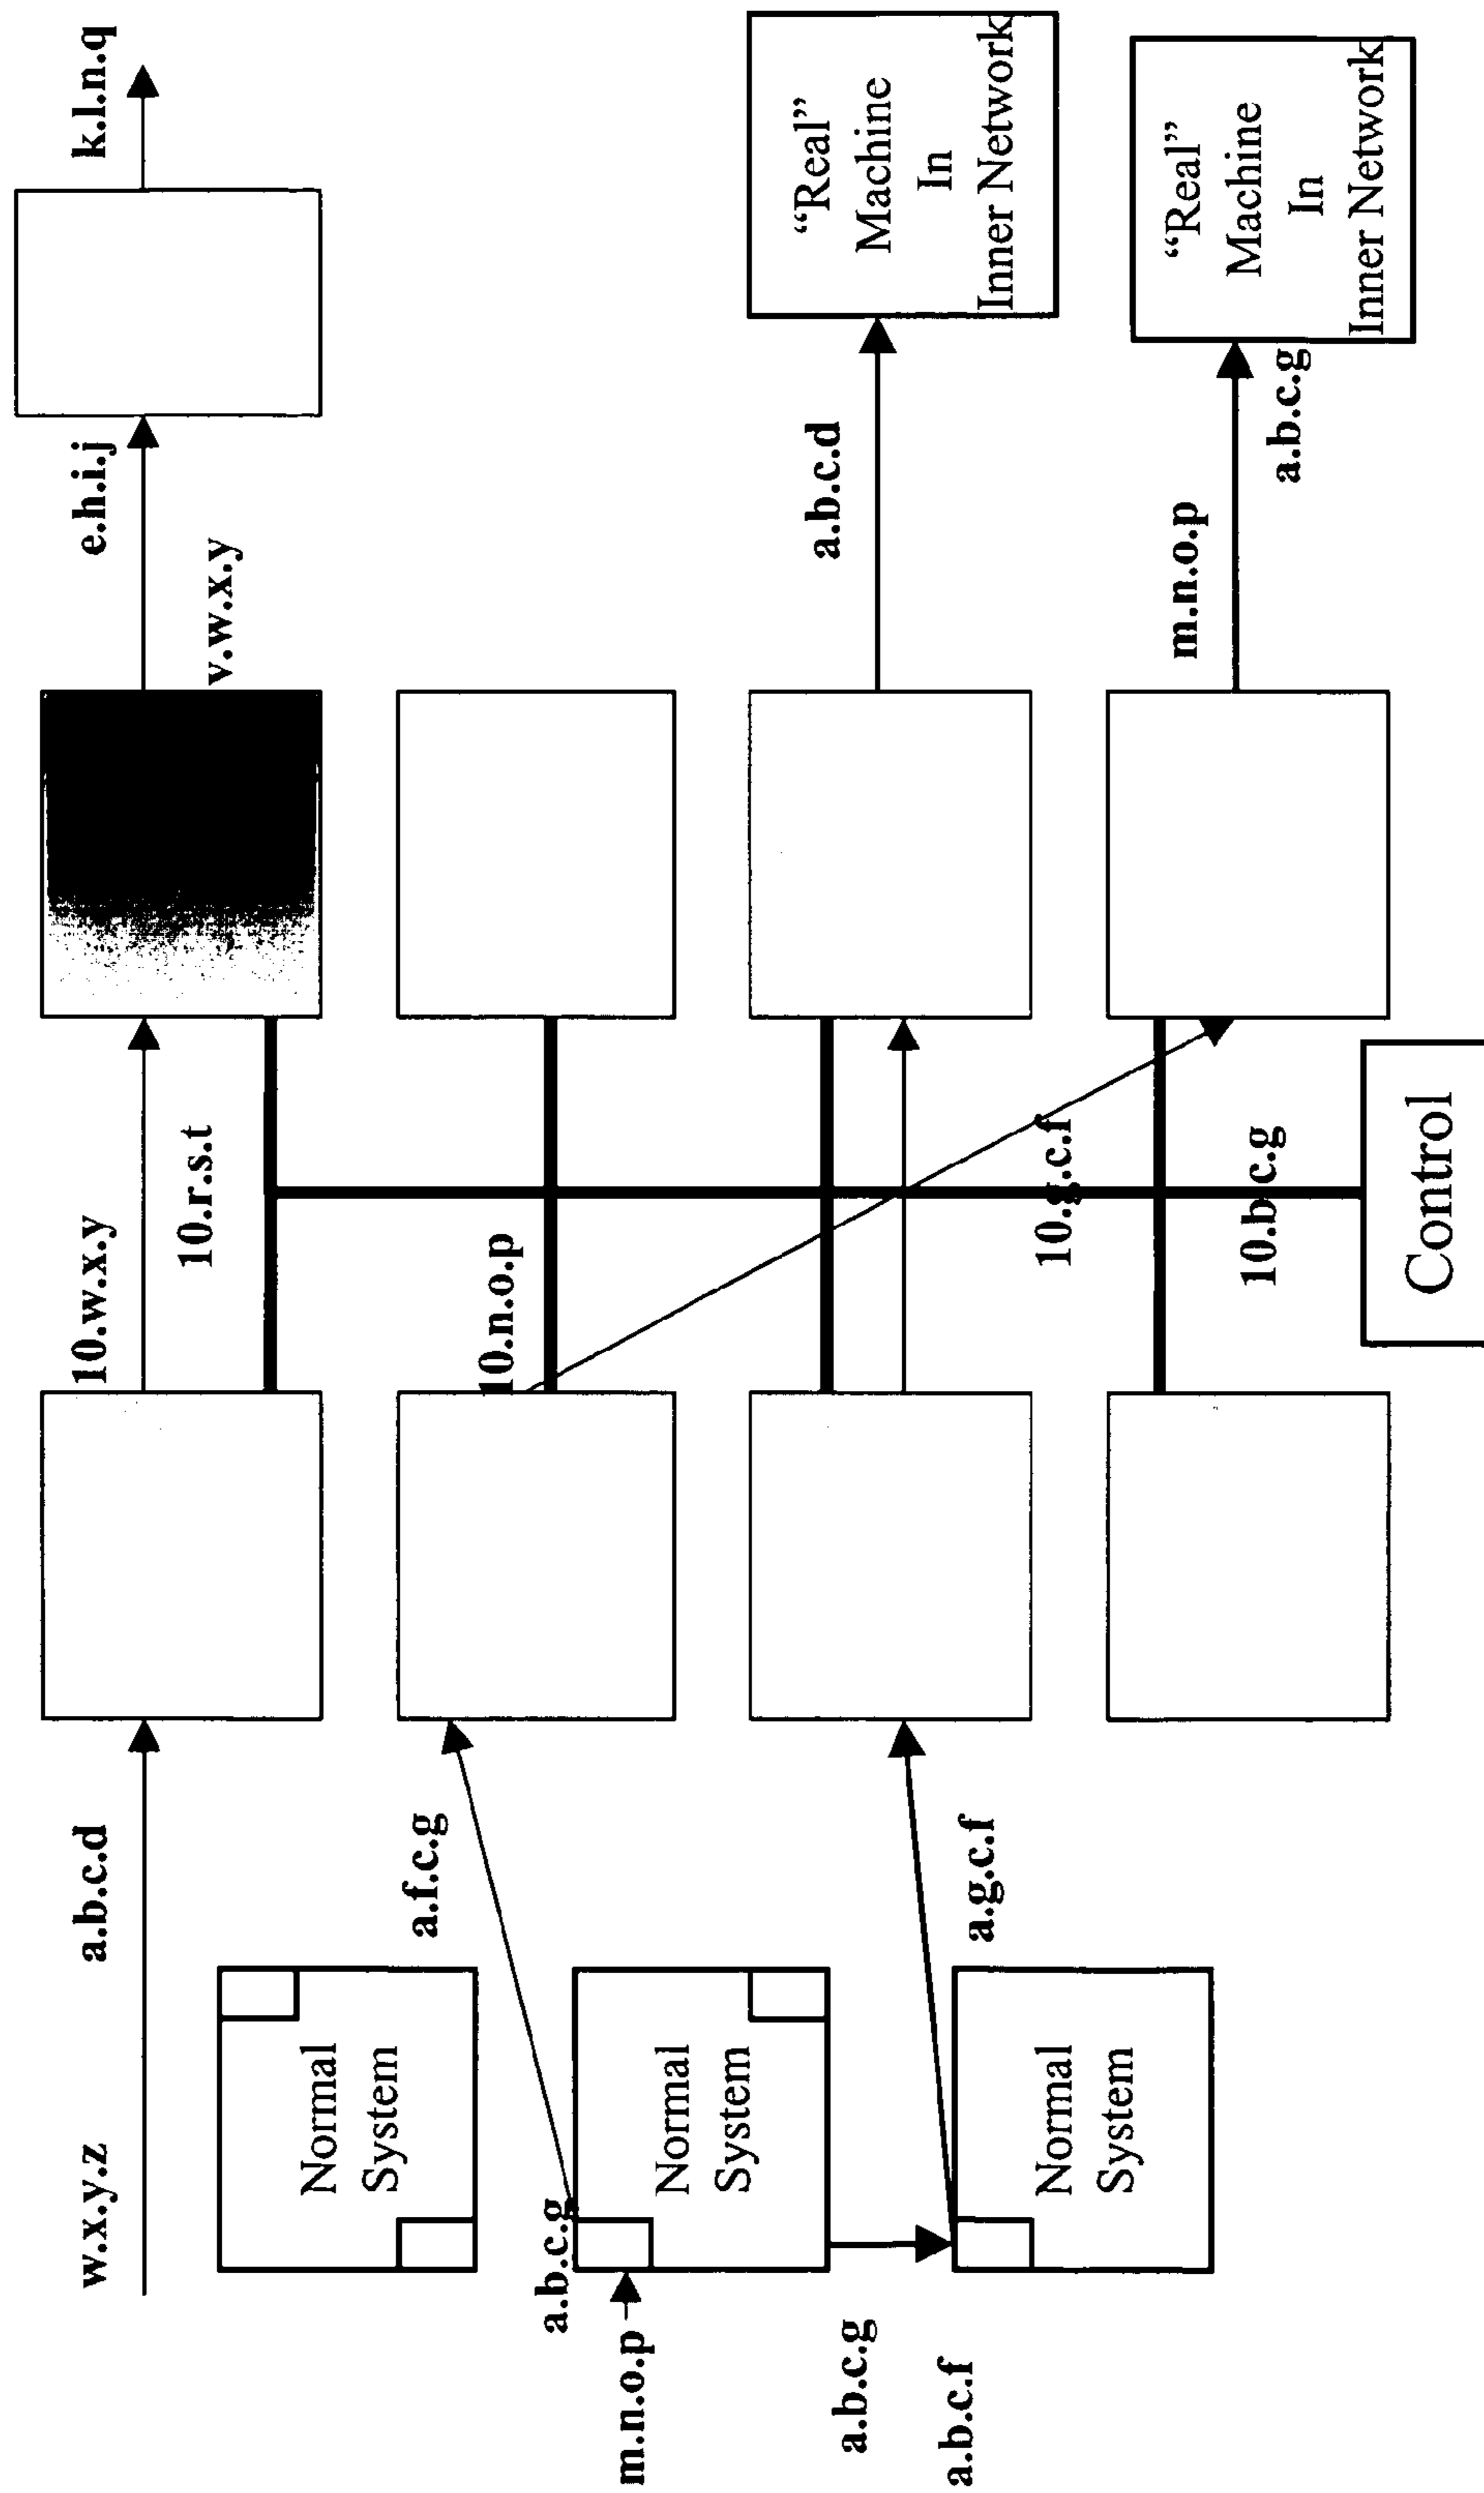 w.x.y.z
a.b.c.d
10.w.x.y
e.h.i.j
k.l.n.q
10.r.s.t
v.w.x.y
Normal
System
a.f.c.g
10.n.o.p
a.b.c.g
m.n.o.p
Normal
System
a.b.c.d
“Real”
Machine
In
Inner Network
a.b.c.g
a.b.c.f
a.g.c.f
Normal
System
10.g.c.f
m.n.o.p
“Real”
Machine
In
Inner Network
10.b.c.g
a.b.c.g
Control